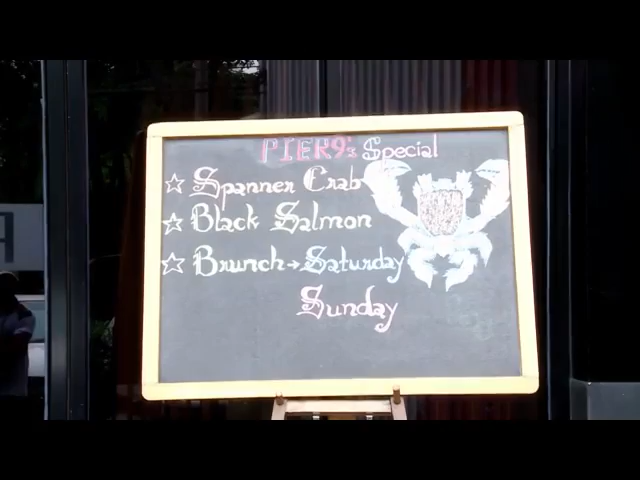 PIER9's Special
☆ Spanner Crab
☆ Black Salmon
☆ Brunch → Saturday
Sunday